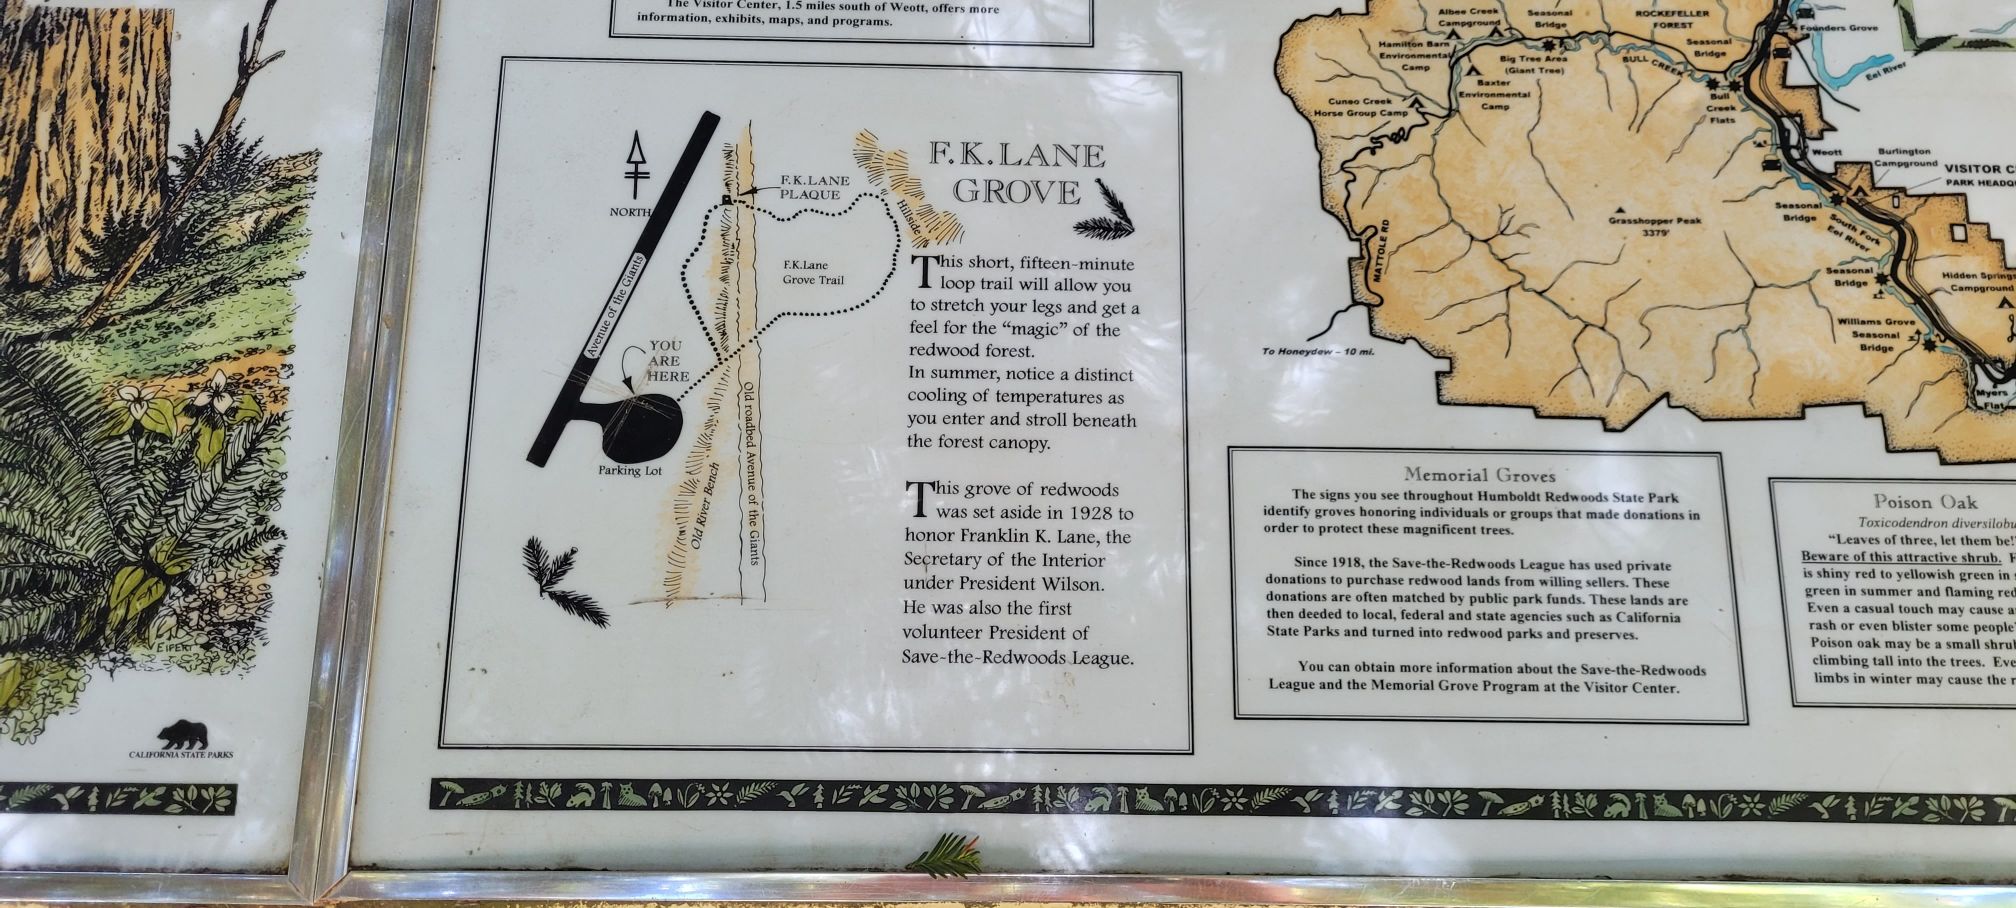 The Visitor Center, 1.5 miles south of Weott, offers more
information, exhibits, maps, and programs.
F.K. LANE
GROVE
NORTH
F.K. LANE
PLAQUE
Hillside
F.K.Lane
Grove Trail
Avenue of the Giants
YOU
ARE
HERE
Parking Lot
Old River Bench
Old roadbed Avenue of the Giants
This short, fifteen-minute
loop trail will allow you
to stretch your legs and get a
feel for the “magic” of the
redwood forest.
In summer, notice a distinct
cooling of temperatures as
you enter and stroll beneath
the forest canopy.
This grove of redwoods
was set aside in 1928 to
honor Franklin K. Lane, the
Secretary of the Interior
under President Wilson.
He was also the first
volunteer President of
Save-the-Redwoods League.
EIFERT
CALIFORNIA STATE PARKS
Albee Creek
Campground
Seasonal
Bridge
ROCKEFELLER
FOREST
Founders Grove
Hamilton Barn
Environmental
Camp
Big Tree Area
(Giant Tree)
BULL CREEK
Seasonal
Bridge
Eel River
Baxter
Environmental
Camp
Cuneo Creek
Horse Group Camp
Bull
Creek
Flats
Weott
Burlington
Campground
VISITOR C
PARK HEADQ
Seasonal
Bridge
South Fork
Eel River
Grasshopper Peak
3379'
MATTOLE RD
Seasonal
Bridge
Hidden Springs
Campground
Williams Grove
Seasonal
Bridge
To Honeydew – 10 mi.
Myers
Flat
Memorial Groves
The signs you see throughout Humboldt Redwoods State Park
identify groves honoring individuals or groups that made donations in
order to protect these magnificent trees.
Since 1918, the Save-the-Redwoods League has used private
donations to purchase redwood lands from willing sellers. These
donations are often matched by public park funds. These lands are
then deeded to local, federal and state agencies such as California
State Parks and turned into redwood parks and preserves.
You can obtain more information about the Save-the-Redwoods
League and the Memorial Grove Program at the Visitor Center.
Poison Oak
Toxicodendron diversilobu
“Leaves of three, let them be!
Beware of this attractive shrub.
is shiny red to yellowish green in
green in summer and flaming red
Even a casual touch may cause a
rash or even blister some people
Poison oak may be a small shru
climbing tall into the trees. Eve
limbs in winter may cause the r